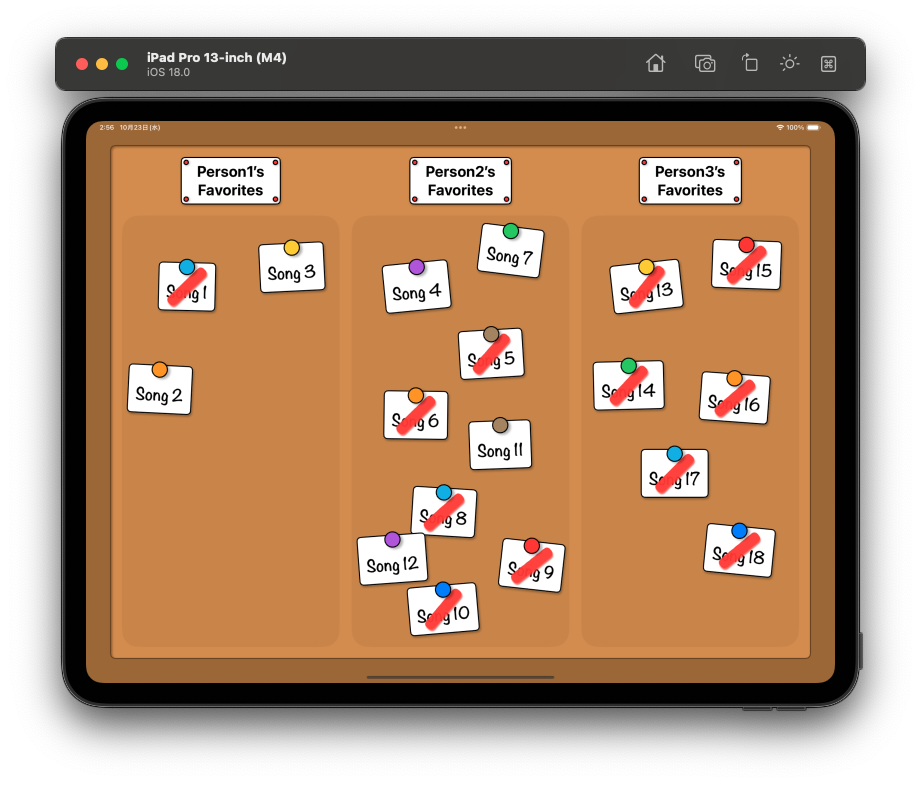 iPad Pro 13-inch (M4)
iOS 18.0
2:56 10月23日(水)
100%
Person1's
Favorites
Person2's
Favorites
Person3's
Favorites
Song 1
Song 3
Song 2
Song 7
Song 4
Song 5
Song 6
Song 11
Song 8
Song 12
Song 9
Song 10
Song 15
Song 13
Song 14
Song 16
Song 17
Song 18